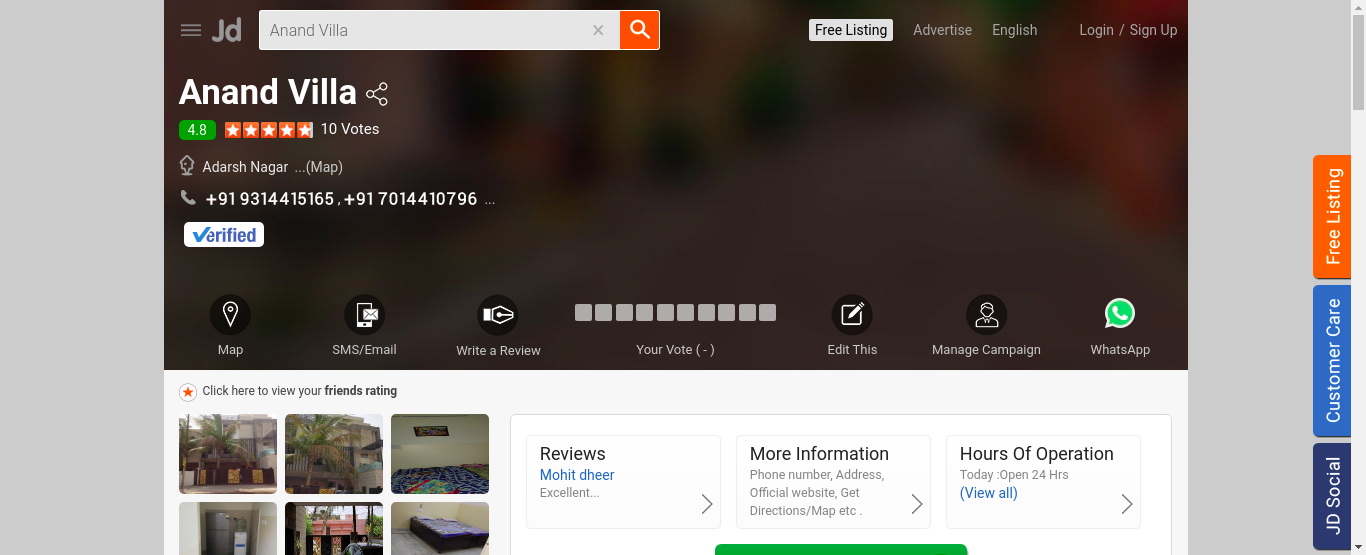 Jd
Anand Villa
Free Listing
Advertise
English
Login / Sign Up
Anand Villa
4.8
10 Votes
Adarsh Nagar ...(Map)
+91 9314415165 , +91 7014410796 ...
Verified
Map
SMS/Email
Write a Review
Your Vote ( - )
Edit This
Manage Campaign
WhatsApp
Click here to view your friends rating
Reviews
Mohit dheer
Excellent...
More Information
Phone number, Address,
Official website, Get
Directions/Map etc .
Hours Of Operation
Today :Open 24 Hrs
(View all)
Free Listing
Customer Care
JD Social